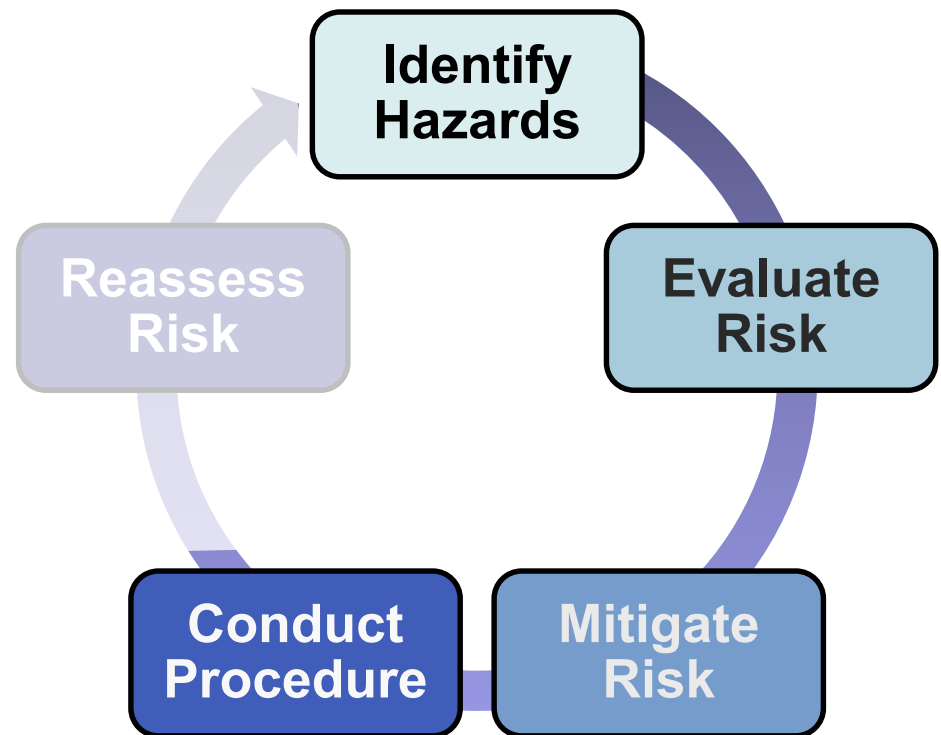 Identify
Hazards
Evaluate
Risk
Mitigate
Risk
Conduct
Procedure
Reassess
Risk